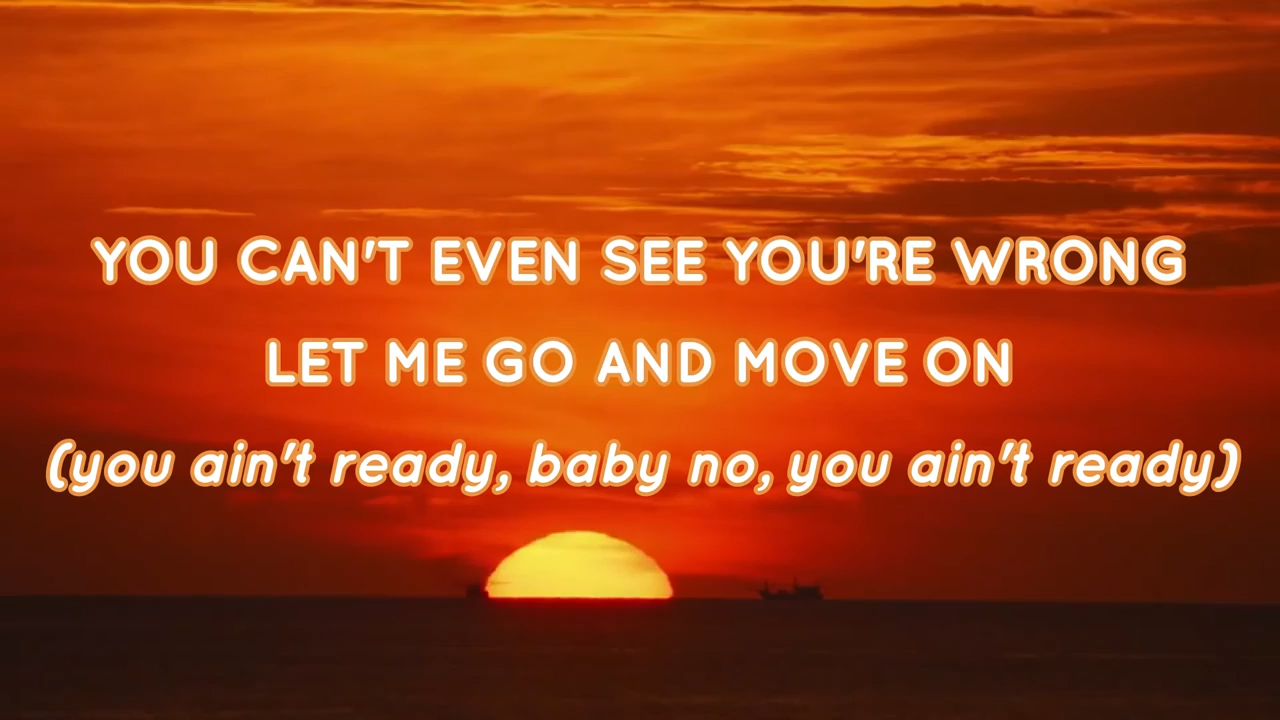 YOU CAN'T EVEN SEE YOU'RE WRONG
LET ME GO AND MOVE ON
(you ain't ready, baby no, you ain't ready)